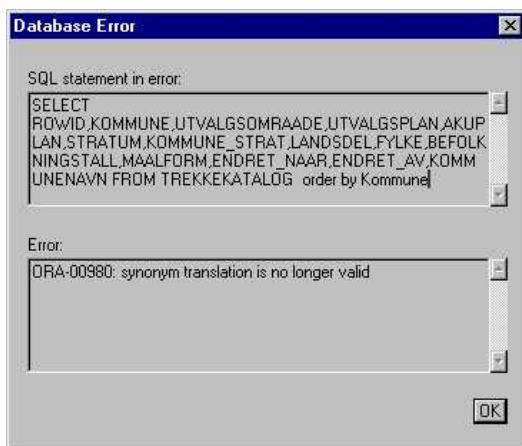 Database Error
SQL statement in error:
SELECT
ROWID,KOMMUNE,UTVALGSOMRAADE,UTVALGSPLAN,AKUP
LAN,STRATUM,KOMMUNE_STRAT,LANDSDEL,FYLKE,BEFOLK
NINGSTALL,MAALFORM,ENDRET_NAAR,ENDRET_AV,KOMM
UNENAVN FROM TREKKEKATALOG order by Kommune
Error:
ORA-00980: synonym translation is no longer valid
OK